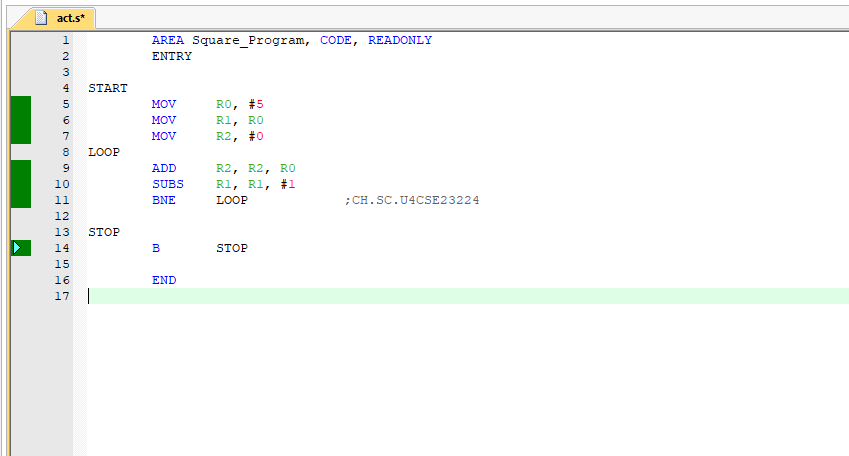 act.s*
1 AREA Square_Program, CODE, READONLY
2 ENTRY
3
4 START
5 MOV R0, #5
6 MOV R1, R0
7 MOV R2, #0
8 LOOP
9 ADD R2, R2, R0
10 SUBS R1, R1, #1
11 BNE LOOP ;CH.SC.U4CSE23224
12
13 STOP
14 B STOP
15
16 END
17